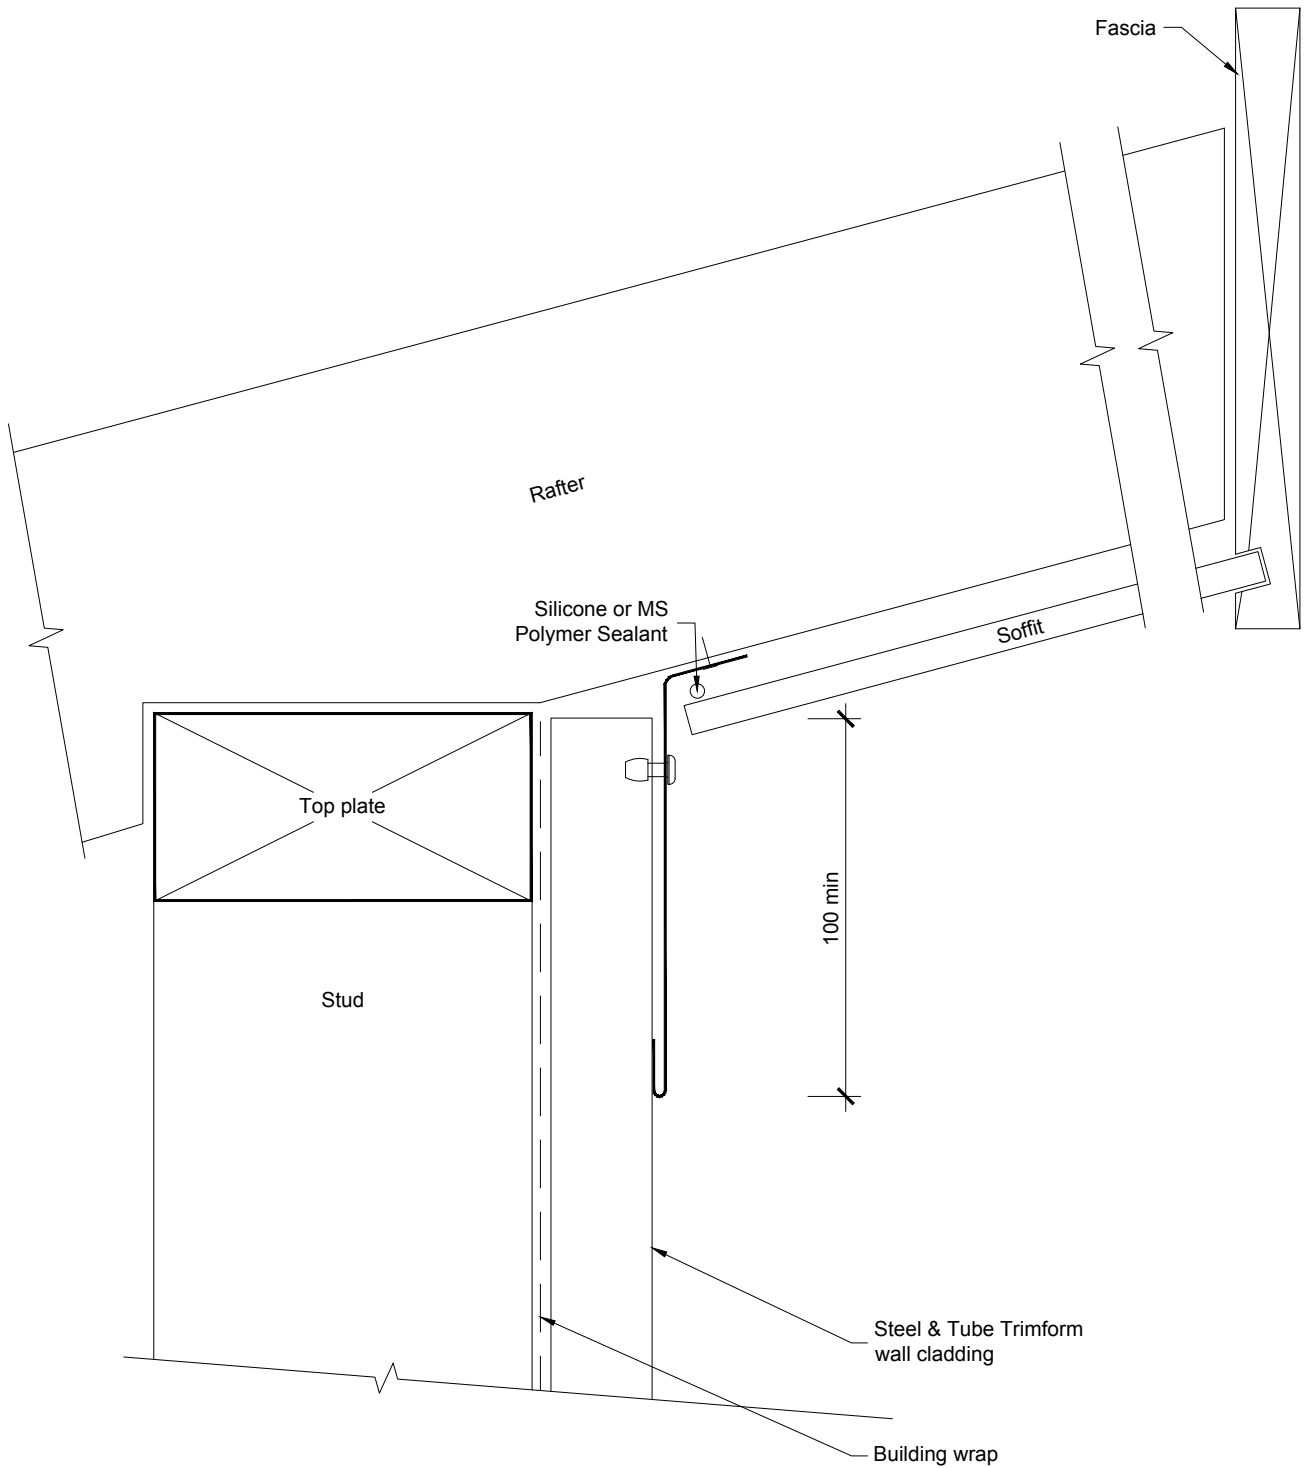 Fascia
Rafter
Silicone or MS
Polymer Sealant
Soffit
Top plate
100 min
Stud
Steel & Tube Trimform
wall cladding
Building wrap